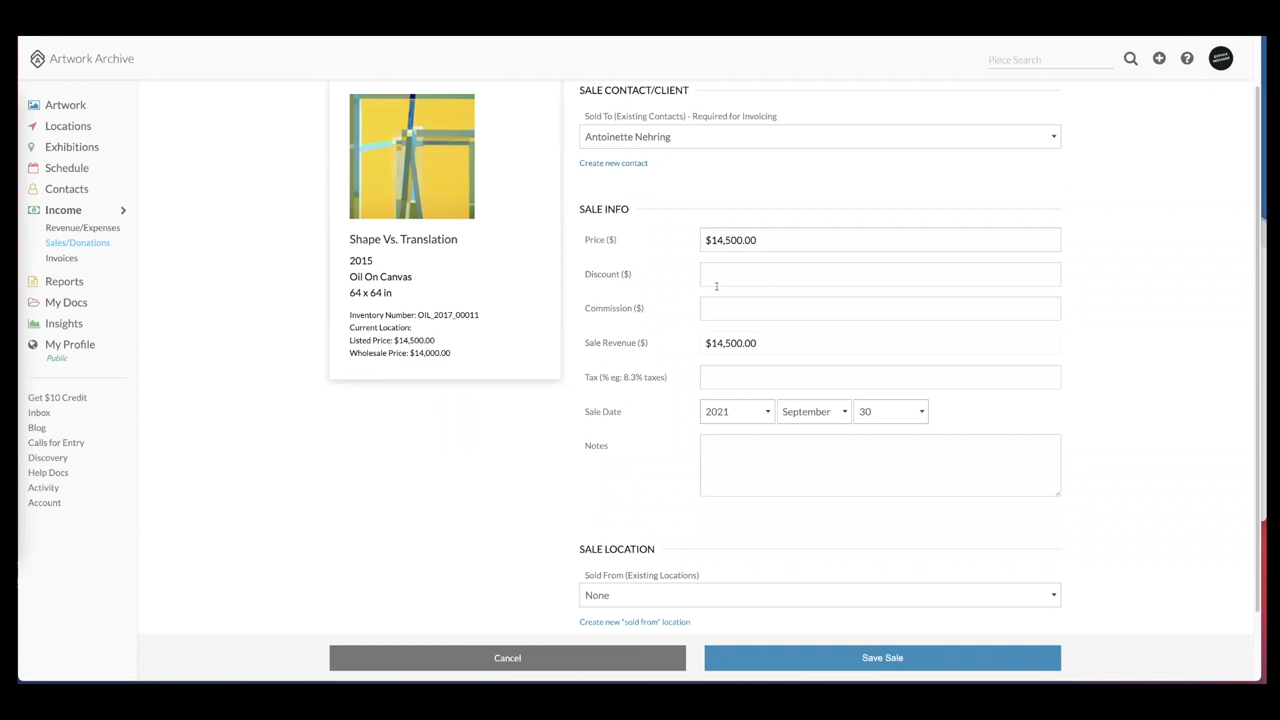 Artwork Archive
Piece Search
Artwork
Locations
Exhibitions
Schedule
Contacts
Income
Revenue/Expenses
Sales/Donations
Invoices
Reports
My Docs
Insights
My Profile
Public
Get $10 Credit
Inbox
Blog
Calls for Entry
Discovery
Help Docs
Activity
Account
Shape Vs. Translation
2015
Oil On Canvas
64 x 64 in
Inventory Number: OIL_2017_00011
Current Location:
Listed Price: $14,500.00
Wholesale Price: $14,000.00
SALE CONTACT/CLIENT
Sold To (Existing Contacts) - Required for Invoicing
Antoinette Nehring
Create new contact
SALE INFO
Price ($) $14,500.00
Discount ($)
Commission ($)
Sale Revenue ($) $14,500.00
Tax (% eg: 8.3% taxes)
Sale Date 2021 September 30
Notes
SALE LOCATION
Sold From (Existing Locations)
None
Create new "sold from" location
Cancel
Save Sale